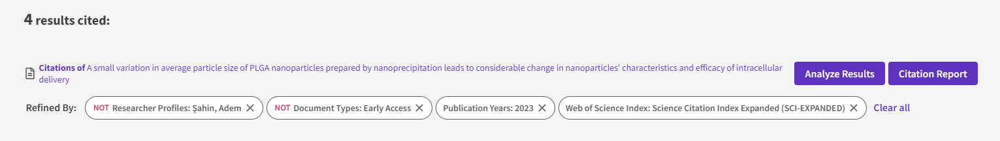 4 results cited:
Citations of A small variation in average particle size of PLGA nanoparticles prepared by nanoprecipitation leads to considerable change in nanoparticles' characteristics and efficacy of intracellular
delivery
Analyze Results
Citation Report
Refined By: NOT Researcher Profiles: Şahin, Adem NOT Document Types: Early Access Publication Years: 2023 Web of Science Index: Science Citation Index Expanded (SCI-EXPANDED) Clear all